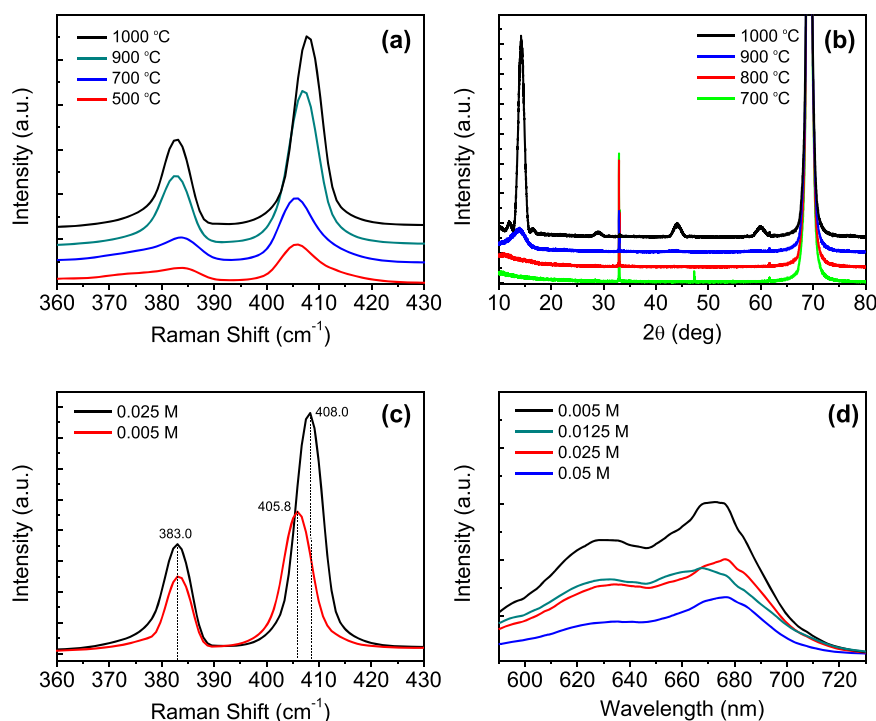 1000 °C
900 °C
700 °C
500 °C
(a)
Intensity (a.u.)
360 370 380 390 400 410 420 430
Raman Shift (cm⁻¹)
1000 °C
900 °C
800 °C
700 °C
(b)
Intensity (a.u.)
10 20 30 40 50 60 70 80
2θ (deg)
0.025 M
0.005 M
(c)
408.0
405.8
383.0
Intensity (a.u.)
360 370 380 390 400 410 420 430
Raman Shift (cm⁻¹)
0.005 M
0.0125 M
0.025 M
0.05 M
(d)
Intensity (a.u.)
600 620 640 660 680 700 720
Wavelength (nm)